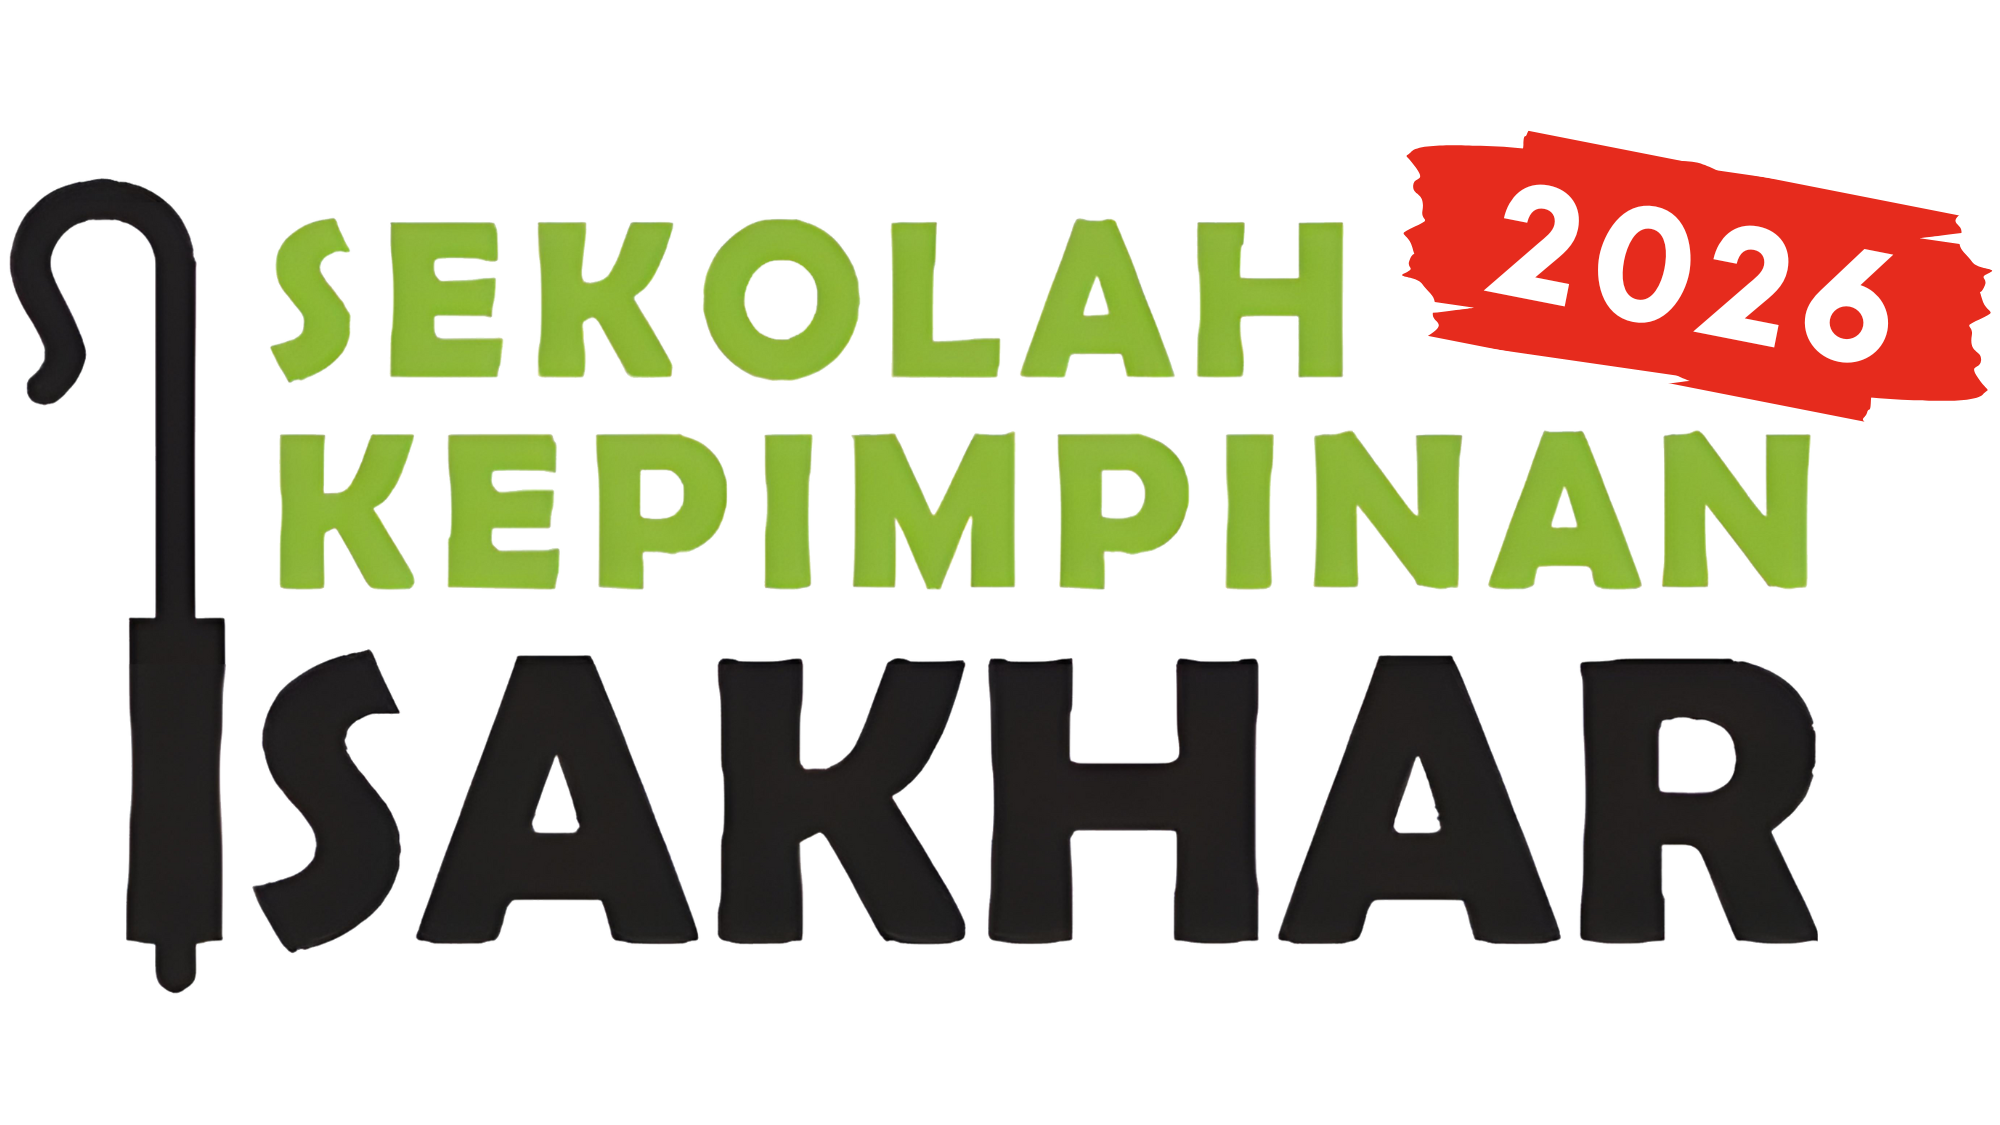 SEKOLAH
2026
KEPIMPINAN
ISAKHAR